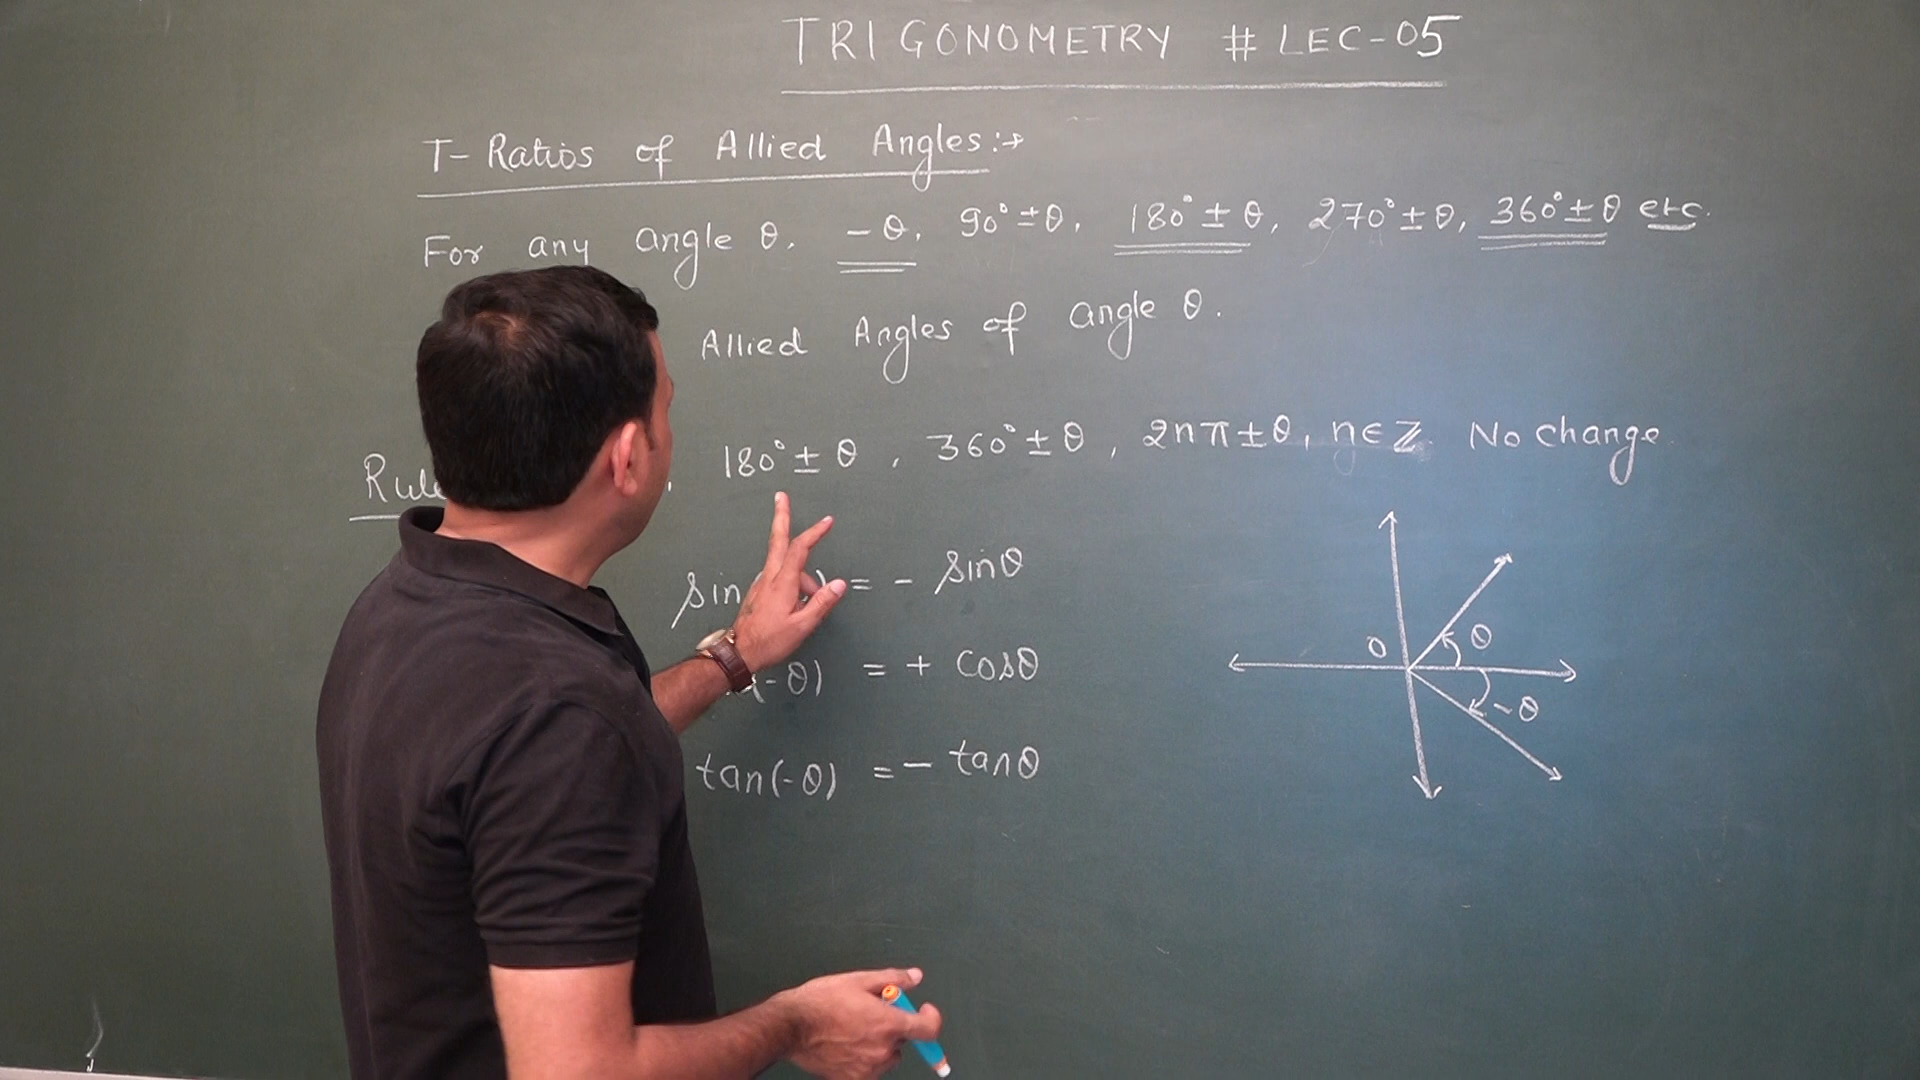 TRIGONOMETRY # LEC-05
T-Ratios of Allied Angles:→
For any angle θ, -θ, 90°±θ, 180°±θ, 270°±θ, 360°±θ etc.
Allied Angles of angle θ.
180°±θ, 360°±θ, 2nπ±θ, n∈Z No change
= - sinθ
(-θ) = + cosθ
tan(-θ) = - tanθ
O
θ
-θ